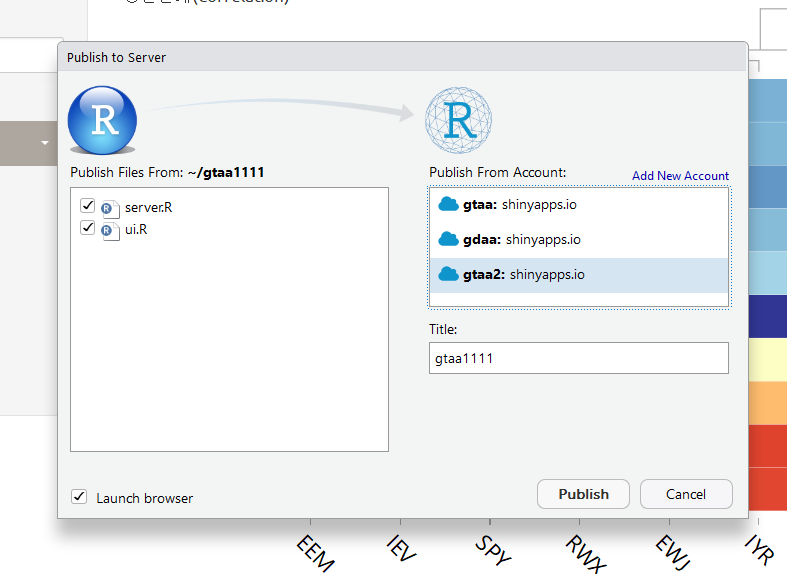 (correlation)
Publish to Server
R
R
Publish Files From: ~/gtaa1111
server.R
ui.R
Publish From Account:
Add New Account
gtaa: shinyapps.io
gdaa: shinyapps.io
gtaa2: shinyapps.io
Title:
gtaa1111
Launch browser
Publish
Cancel
EEM
IEV
SPY
RWX
EWJ
IYR